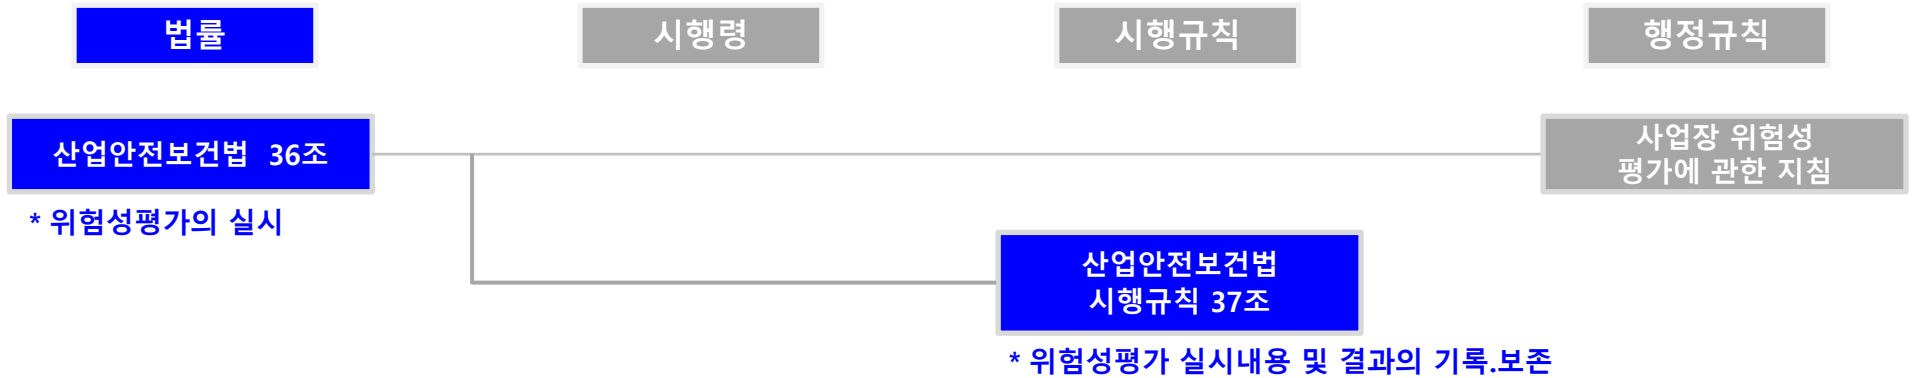 법률
시행령
시행규칙
행정규칙
산업안전보건법 36조
사업장 위험성
평가에 관한 지침
* 위험성평가의 실시
산업안전보건법
시행규칙 37조
* 위험성평가 실시내용 및 결과의 기록.보존